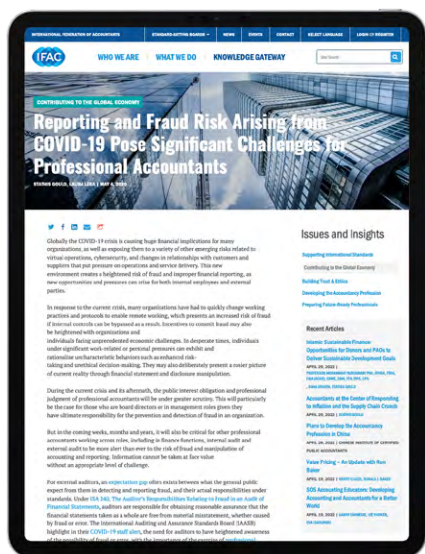 INTERNATIONAL FEDERATION OF ACCOUNTANTS
STANDARD-SETTING BOARDS
NEWS
EVENTS
CONTACT
SELECT LANGUAGE
LOGIN OR REGISTER
IFAC
WHO WE ARE
WHAT WE DO
KNOWLEDGE GATEWAY
CONTRIBUTING TO THE GLOBAL ECONOMY
Reporting and Fraud Risk Arising from
COVID-19 Pose Significant Challenges for
Professional Accountants
Globally the COVID-19 crisis is causing huge financial implications for many
organizations, as well as exposing them to a variety of other emerging risks related to
virtual operations, cybersecurity, and changes in relationships with customers and
suppliers that put pressure on operations and service delivery. This new
environment creates a heightened risk of fraud and improper financial reporting, as
new opportunities and pressures can arise for both internal employees and external
parties.
In response to the current crisis, many organizations have had to quickly change working
practices and protocols to enable remote working, which presents an increased risk of fraud
if internal controls can be bypassed as a result. Incentives to commit fraud may also
be heightened with organizations and
individuals facing unprecedented economic challenges. In desperate times, individuals
under significant work-related or personal pressures can exhibit and
rationalize uncharacteristic behaviors such as enhanced risk-
taking and unethical decision-making. They may also deliberately present a rosier picture
of current reality through financial statement and disclosure manipulation.
During the current crisis and its aftermath, the public interest obligation and professional
judgment of professional accountants will be under greater scrutiny. This will particularly
be the case for those who are board directors or in management roles given they
have ultimate responsibility for the prevention and detection of fraud in an organization.
But in the coming weeks, months and years, it will also be critical for other professional
accountants working across roles, including in finance functions, internal audit and
external audit to be more alert than ever to the risk of fraud and manipulation of
accounting and reporting. Information cannot be taken at face value
without an appropriate level of challenge.
For external auditors, an expectation gap often exists between what the general public
expect from them in detecting and reporting fraud, and their actual responsibilities under
standards. Under ISA 240, The Auditor's Responsibilities Relating to Fraud in an Audit of
Financial Statements, auditors are responsible for obtaining reasonable assurance that the
financial statements taken as a whole are free from material misstatement, whether caused
by fraud or error. The International Auditing and Assurance Standards Board (IAASB)
highlight in their COVID-19 staff alert, the need for auditors to have heightened awareness
Issues and Insights
Supporting International Standards
Contributing to the Global Economy
Building Trust & Ethics
Developing the Accountancy Profession
Preparing Future-Ready Professionals
Recent Articles
Islamic Sustainable Finance:
Opportunities for Donors and PAOs to
Deliver Sustainable Development Goals
Accountants at the Center of Responding
to Inflation and the Supply Chain Crunch
Plans to Develop the Accountancy
Profession in China
PUBLIC ACCOUNTANTS
Value Pricing – An Update with Ron
Baker
SOS Accounting Educators: Developing
Accounting and Accountants for a Better
World